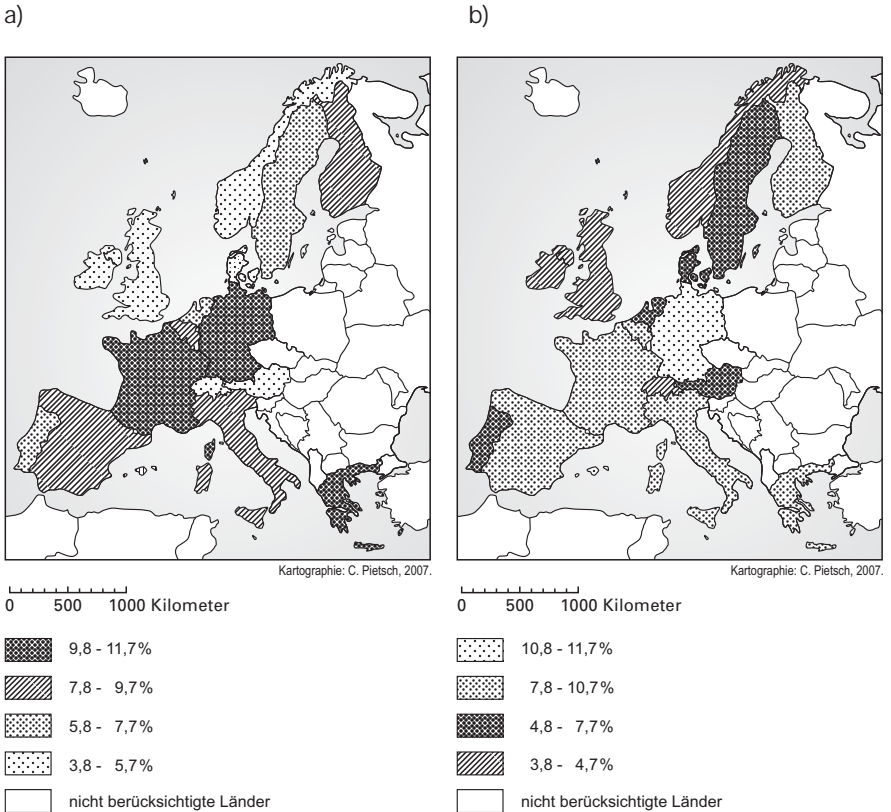 a)
b)
Kartographie: C. Pietsch, 2007.
Kartographie: C. Pietsch, 2007.
0 500 1000 Kilometer
0 500 1000 Kilometer
9,8 - 11,7%
7,8 - 9,7%
5,8 - 7,7%
3,8 - 5,7%
nicht berücksichtigte Länder
10,8 - 11,7%
7,8 - 10,7%
4,8 - 7,7%
3,8 - 4,7%
nicht berücksichtigte Länder